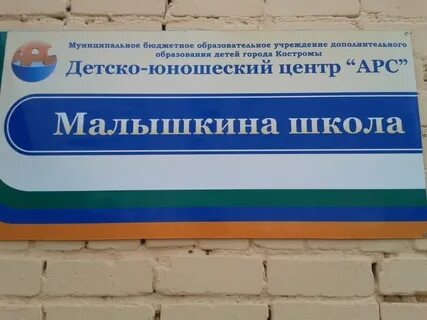 Муниципальное бюджетное образовательное учреждение дополнительного
образования детей города Костромы
Детско-юношеский центр “АРС”
Малышкина школа